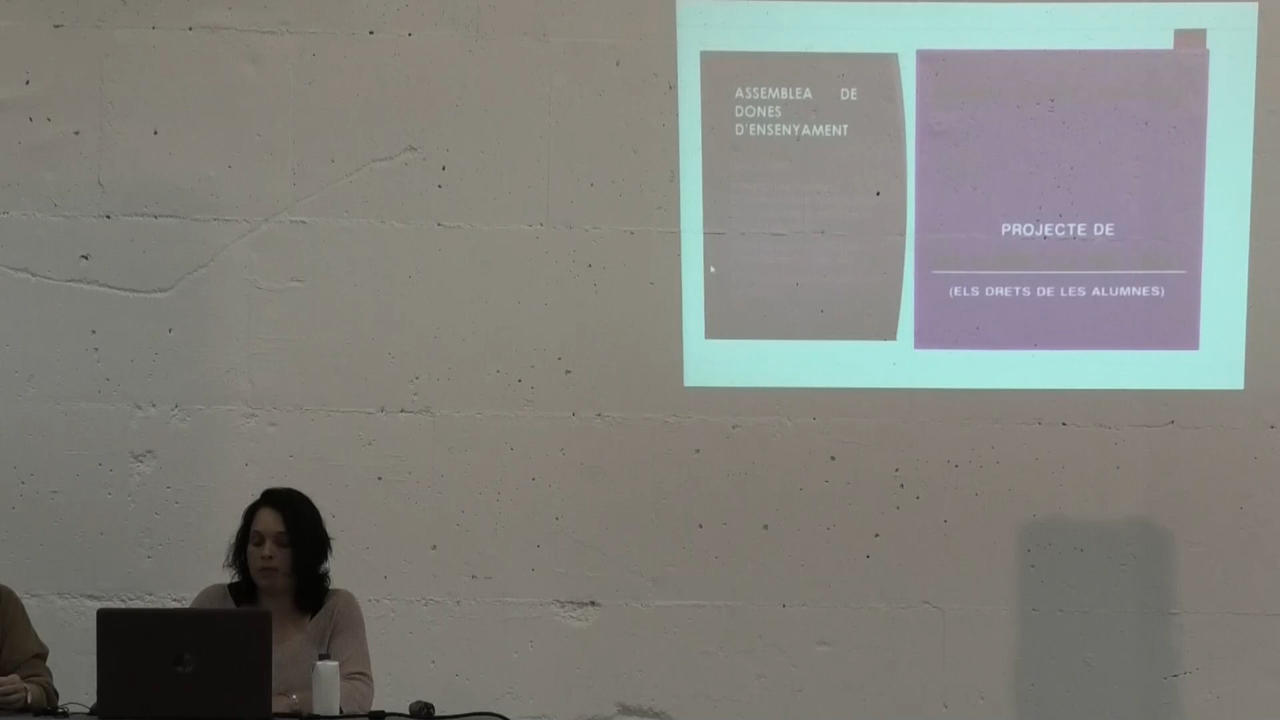 ASSEMBLEA DE
DONES
D'ENSENYAMENT
PROJECTE DE
(ELS DRETS DE LES ALUMNES)